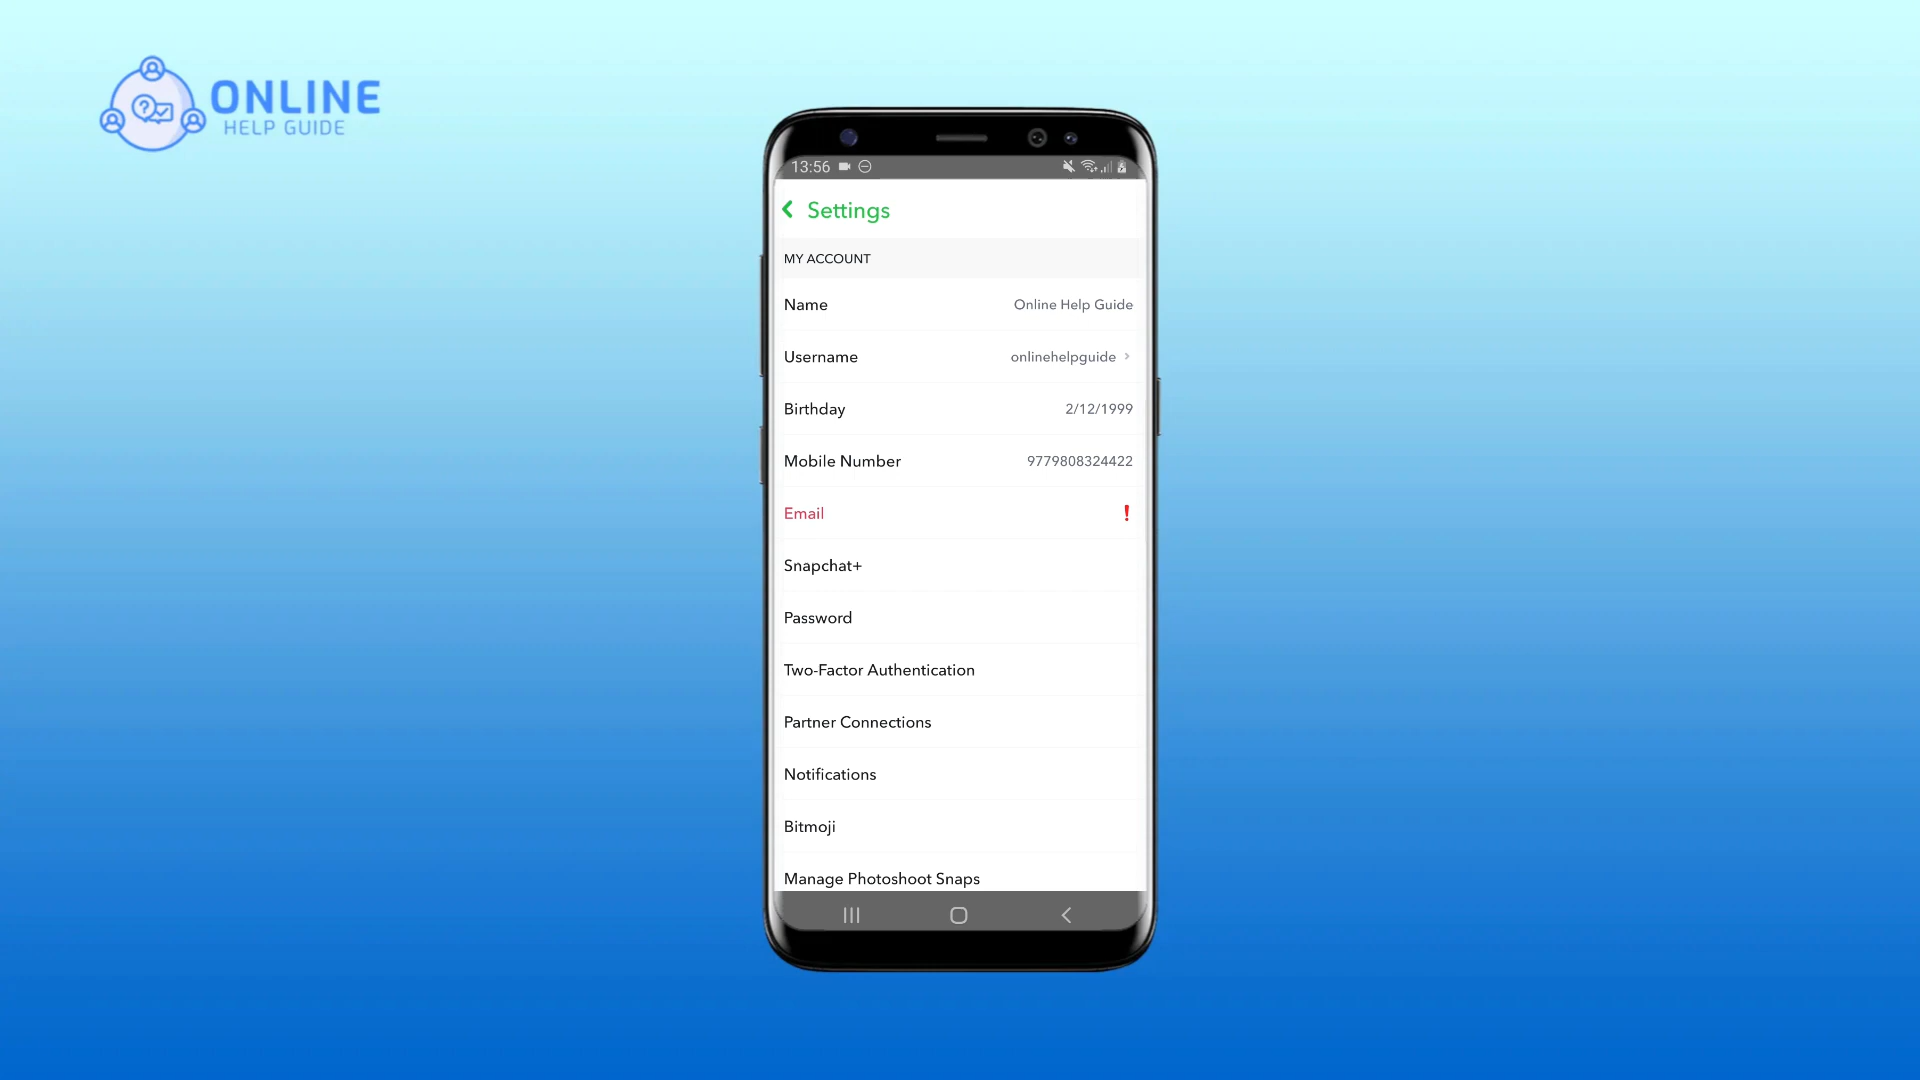 ONLINE
HELP GUIDE
13:56
Settings
MY ACCOUNT
Name Online Help Guide
Username onlinehelpguide
Birthday 2/12/1999
Mobile Number 9779808324422
Email
Snapchat+
Password
Two-Factor Authentication
Partner Connections
Notifications
Bitmoji
Manage Photoshoot Snaps